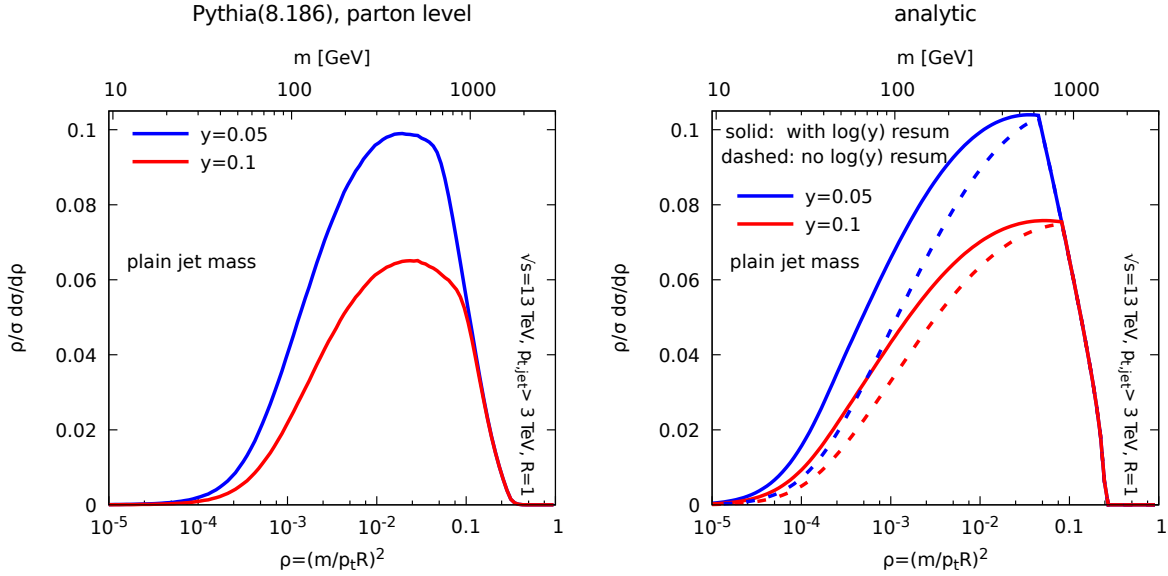 Pythia(8.186), parton level
m [GeV]
10 100 1000
0.1
0.08
0.06
0.04
0.02
0
ρ/σ dσ/dρ
y=0.05
y=0.1
plain jet mass
√s=13 TeV, pt,jet> 3 TeV, R=1
10-5 10-4 10-3 10-2 0.1 1
ρ=(m/ptR)2
analytic
m [GeV]
10 100 1000
0.1
0.08
0.06
0.04
0.02
0
ρ/σ dσ/dρ
solid: with log(y) resum
dashed: no log(y) resum
y=0.05
y=0.1
plain jet mass
√s=13 TeV, pt,jet> 3 TeV, R=1
10-5 10-4 10-3 10-2 0.1 1
ρ=(m/ptR)2